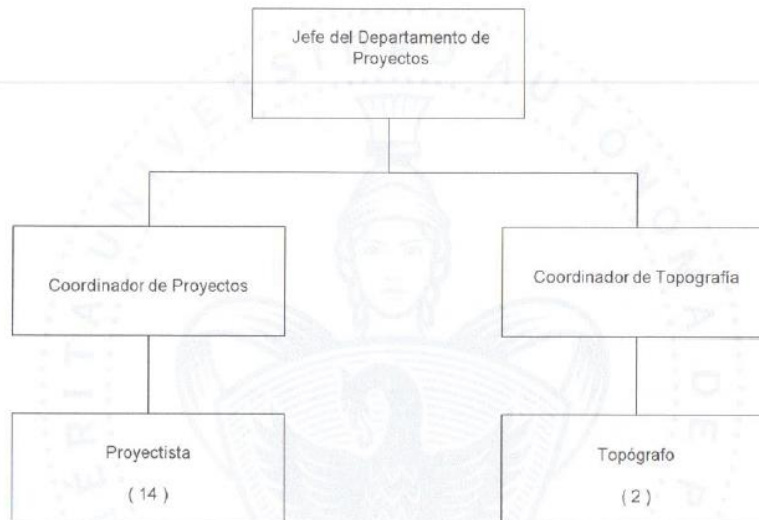 Jefe del Departamento de
Proyectos
Coordinador de Proyectos
Coordinador de Topografía
Proyectista
( 14 )
Topógrafo
( 2 )